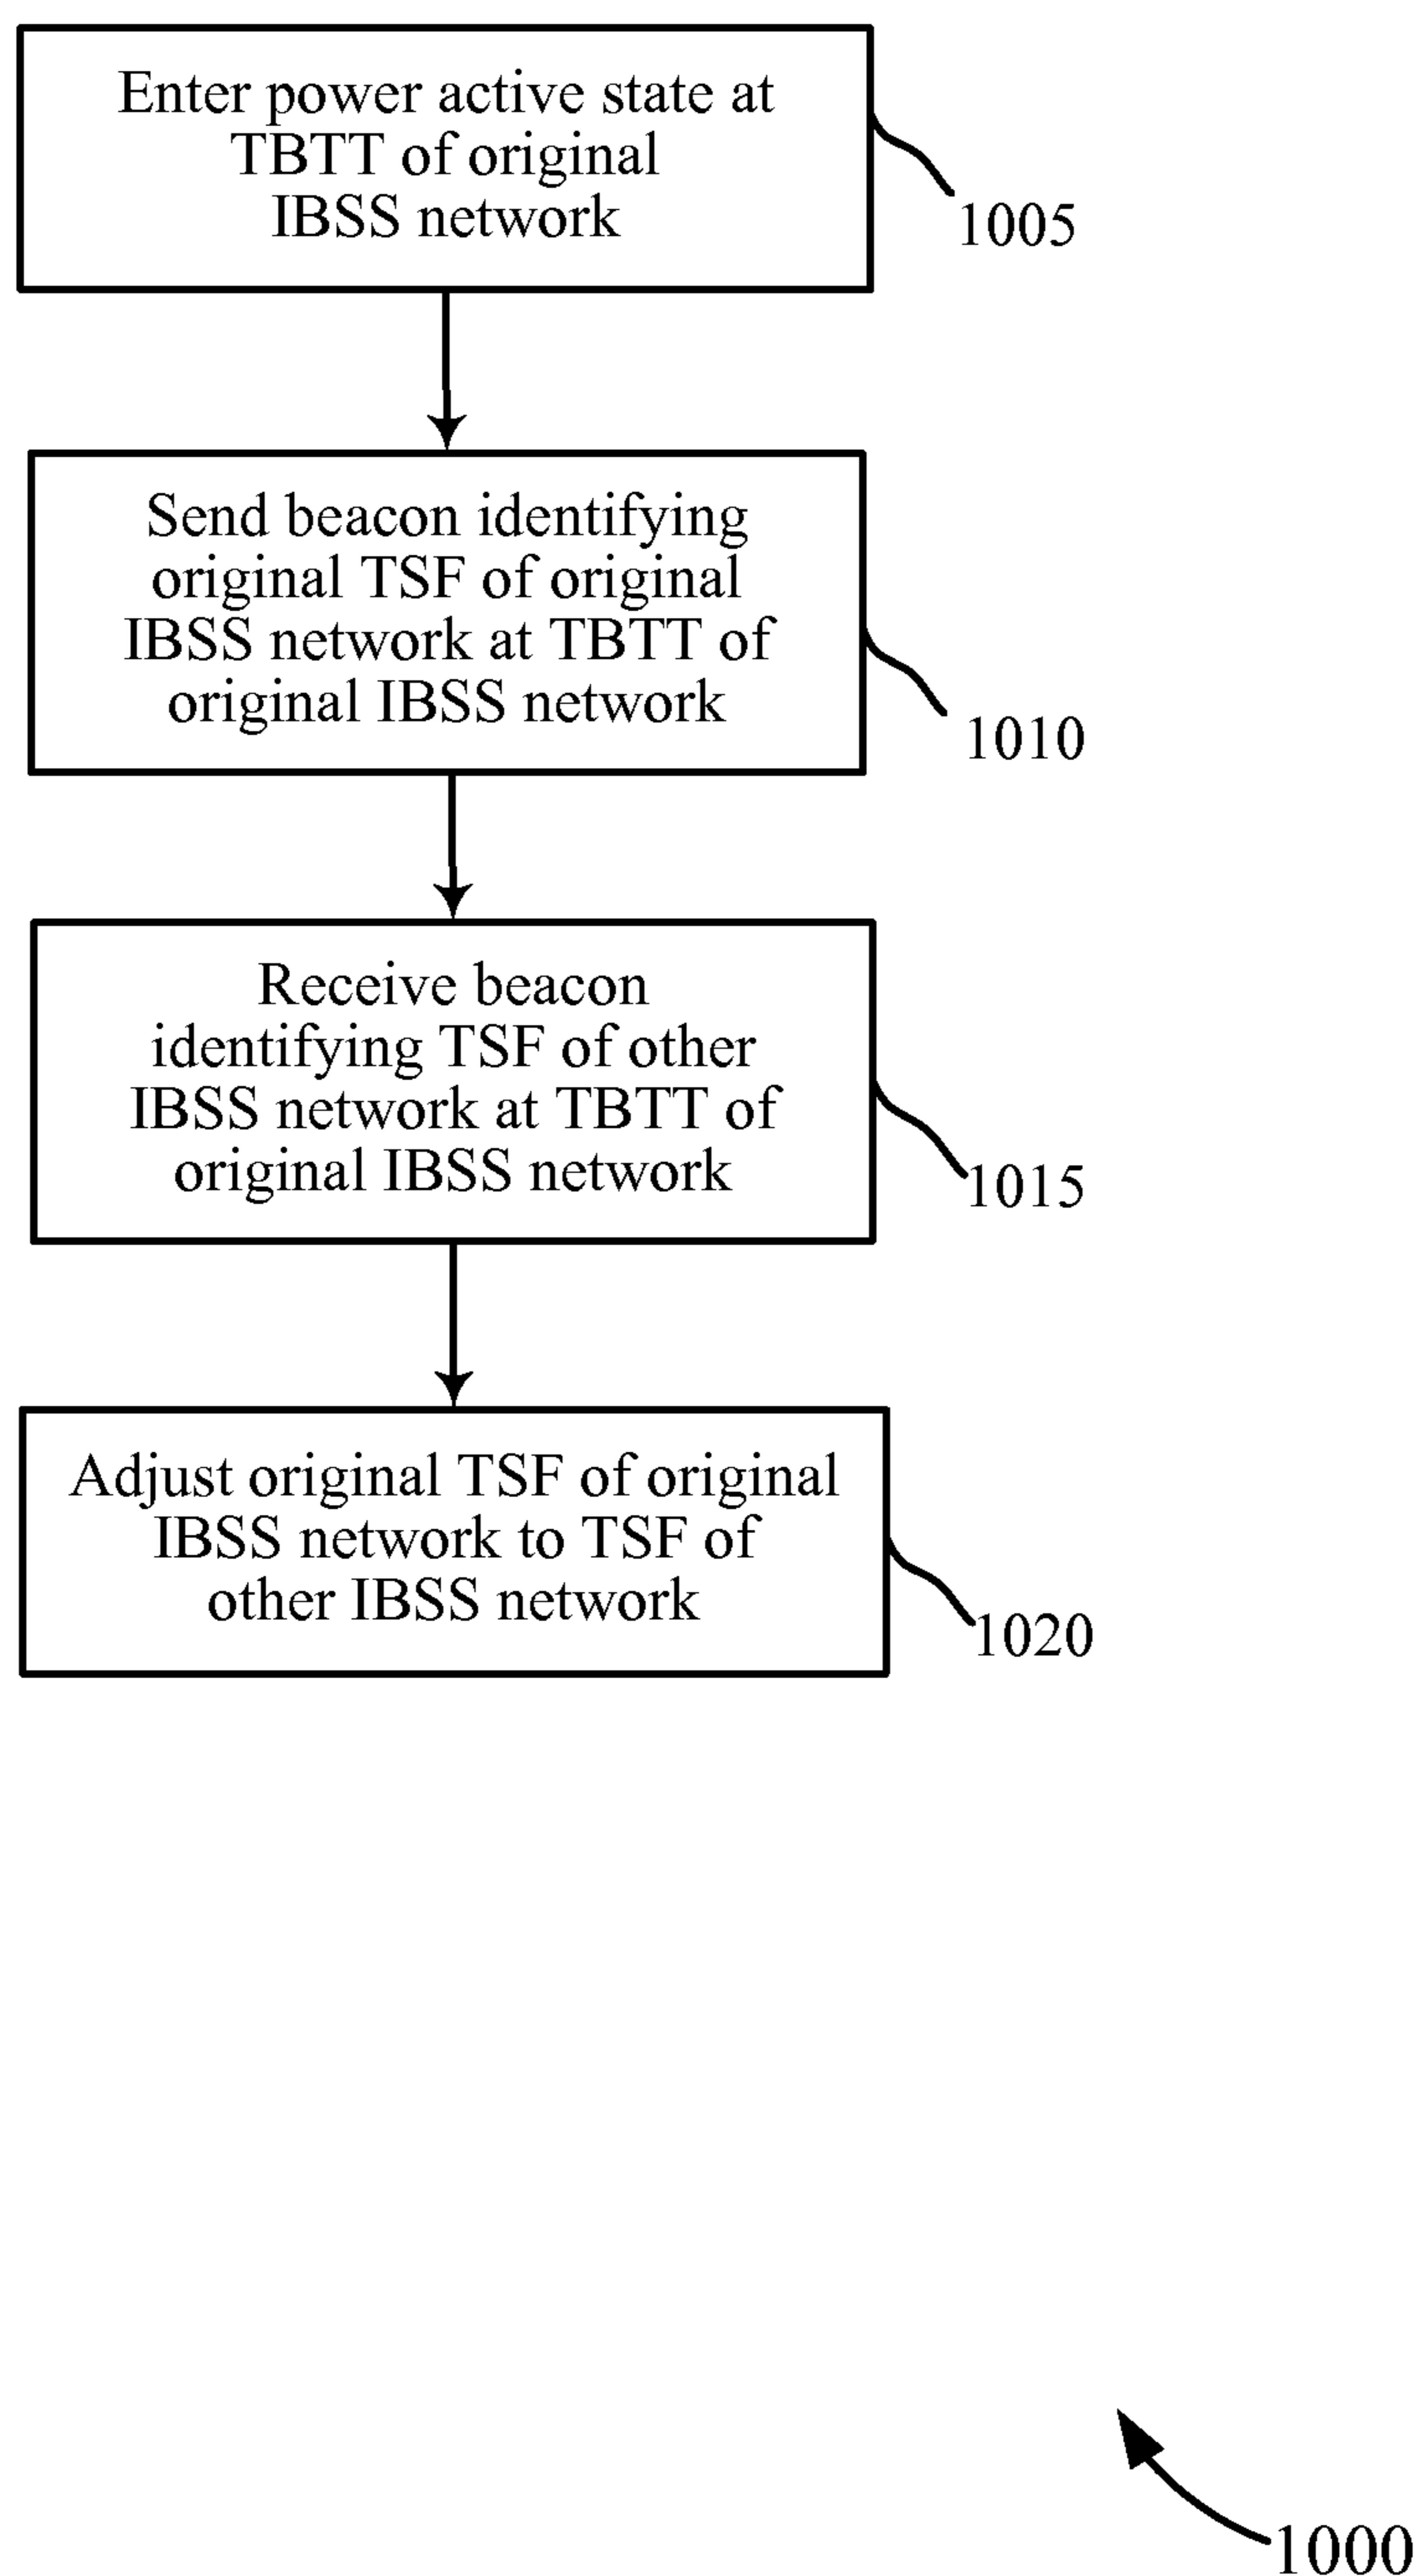 Enter power active state at
TBTT of original
IBSS network
1005
Send beacon identifying
original TSF of original
IBSS network at TBTT of
original IBSS network
1010
Receive beacon
identifying TSF of other
IBSS network at TBTT of
original IBSS network
1015
Adjust original TSF of original
IBSS network to TSF of
other IBSS network
1020
1000